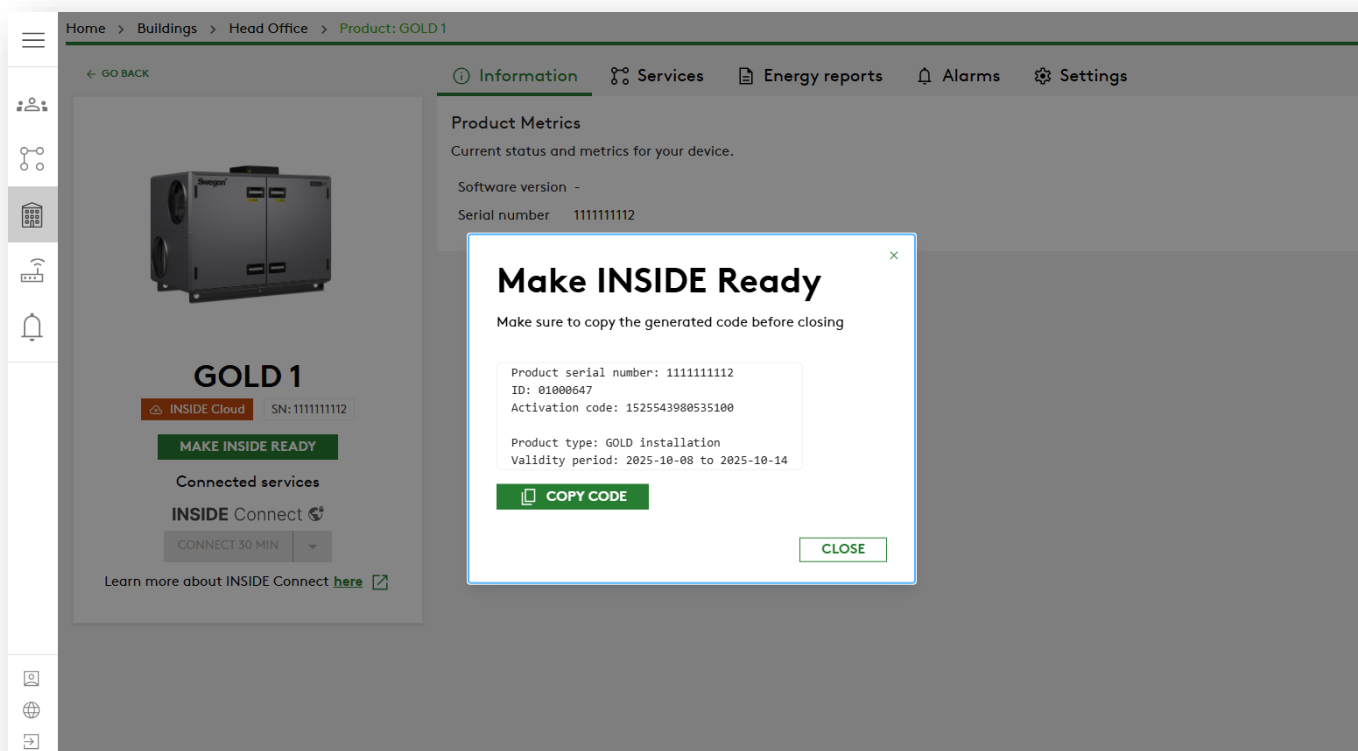 Home > Buildings > Head Office > Product: GOLD 1
← GO BACK
Information
Services
Energy reports
Alarms
Settings
Swegon
GOLD 1
INSIDE Cloud
SN: 1111111112
MAKE INSIDE READY
Connected services
INSIDE Connect
CONNECT 30 MIN
Learn more about INSIDE Connect here
Product Metrics
Current status and metrics for your device.
Software version -
Serial number 1111111112
Make INSIDE Ready
Make sure to copy the generated code before closing
Product serial number: 1111111112
ID: 01000647
Activation code: 1525543980535100
Product type: GOLD installation
Validity period: 2025-10-08 to 2025-10-14
COPY CODE
CLOSE